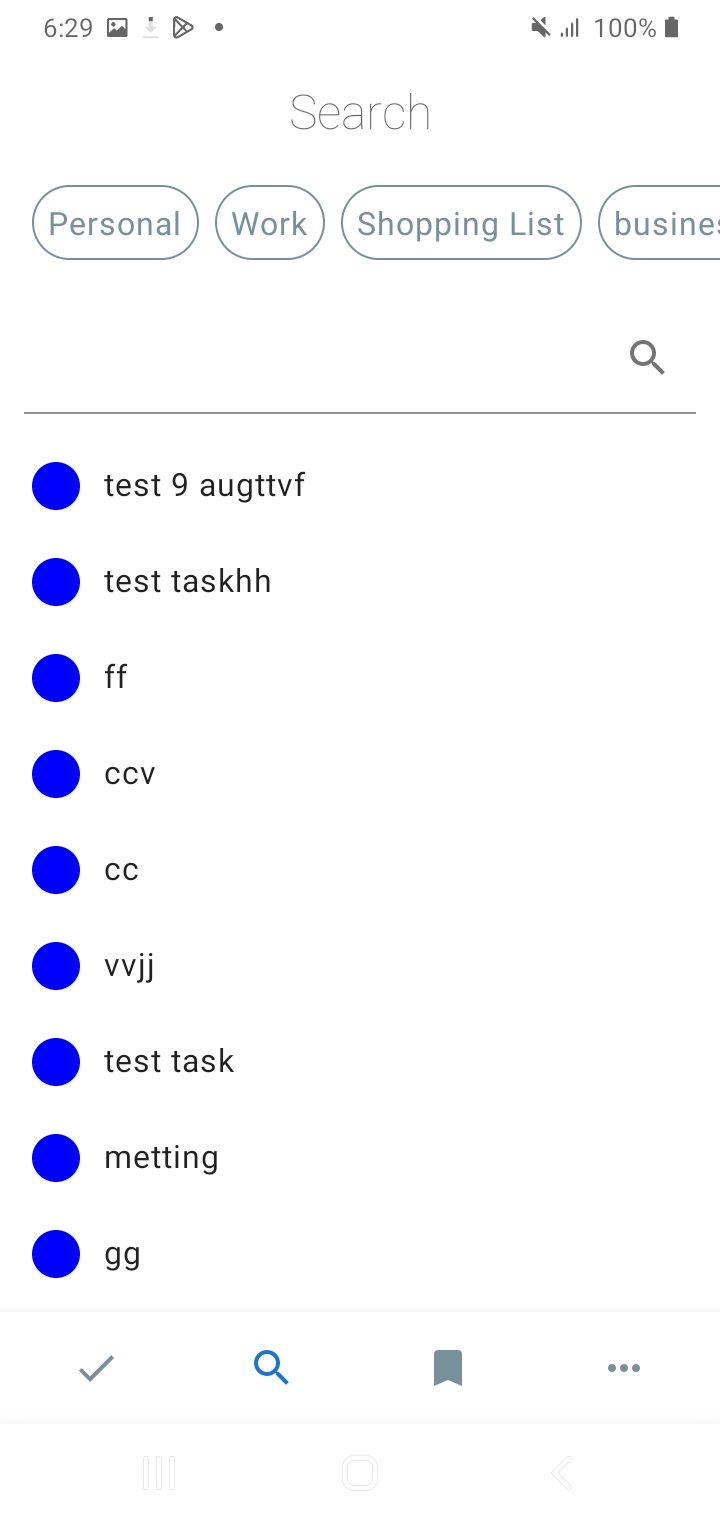 6:29 100%
Search
Personal Work Shopping List busines
test 9 augttvf
test taskhh
ff
ccv
cc
vvjj
test task
metting
gg